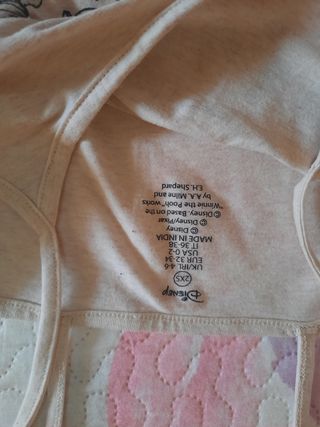 Disney
2XS
UK/IRL 4-6
EUR 32-34
USA 0-2
IT 36-38
MADE IN INDIA
© Disney
© Disney/Pixar
© Disney. Based on the
"Winnie the Pooh" works
by A.A. Milne and
E.H. Shepard